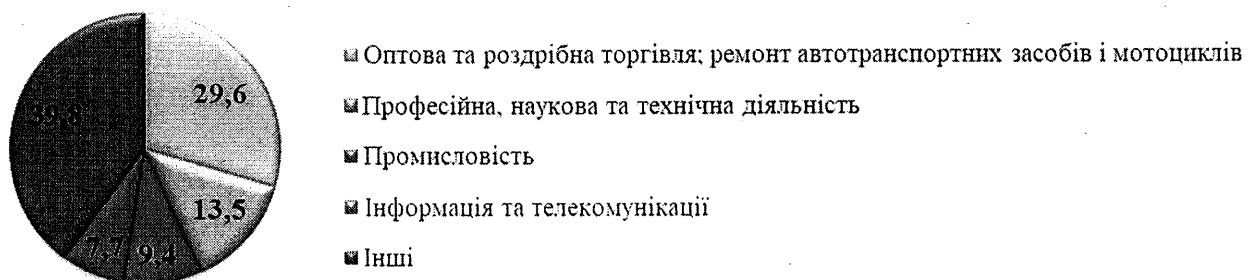 29,6
13,5
9,4
7,7
39,8
Оптова та роздрібна торгівля; ремонт автотранспортних засобів і мотоциклів
Професійна, наукова та технічна діяльність
Промисловість
Інформація та телекомунікації
Інші